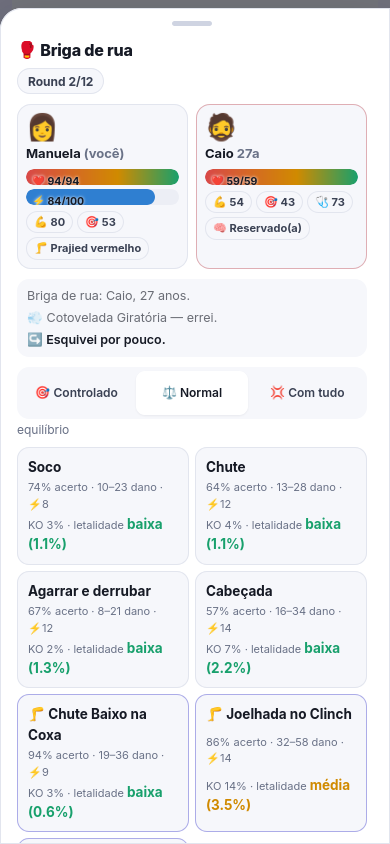 🥊 Briga de rua
Round 2/12
Manuela (você)
❤️ 94/94
⚡ 84/100
💪 80
🎯 53
🦵 Prajied vermelho
Caio 27a
❤️ 59/59
💪 54
🎯 43
🩺 73
🧠 Reservado(a)
Briga de rua: Caio, 27 anos.
💨 Cotovelada Giratória — errei.
↪️ Esquivei por pouco.
🎯 Controlado
⚖️ Normal
💢 Com tudo
equilíbrio
Soco
74% acerto · 10–23 dano ·
⚡8
KO 3% · letalidade baixa
(1.1%)
Chute
64% acerto · 13–28 dano ·
⚡12
KO 4% · letalidade baixa
(1.1%)
Agarrar e derrubar
67% acerto · 8–21 dano ·
⚡12
KO 2% · letalidade baixa
(1.3%)
Cabeçada
57% acerto · 16–34 dano ·
⚡14
KO 7% · letalidade baixa
(2.2%)
🦵 Chute Baixo na
Coxa
94% acerto · 19–36 dano ·
⚡9
KO 3% · letalidade baixa
(0.6%)
🦵 Joelhada no Clinch
86% acerto · 32–58 dano ·
⚡14
KO 14% · letalidade média
(3.5%)